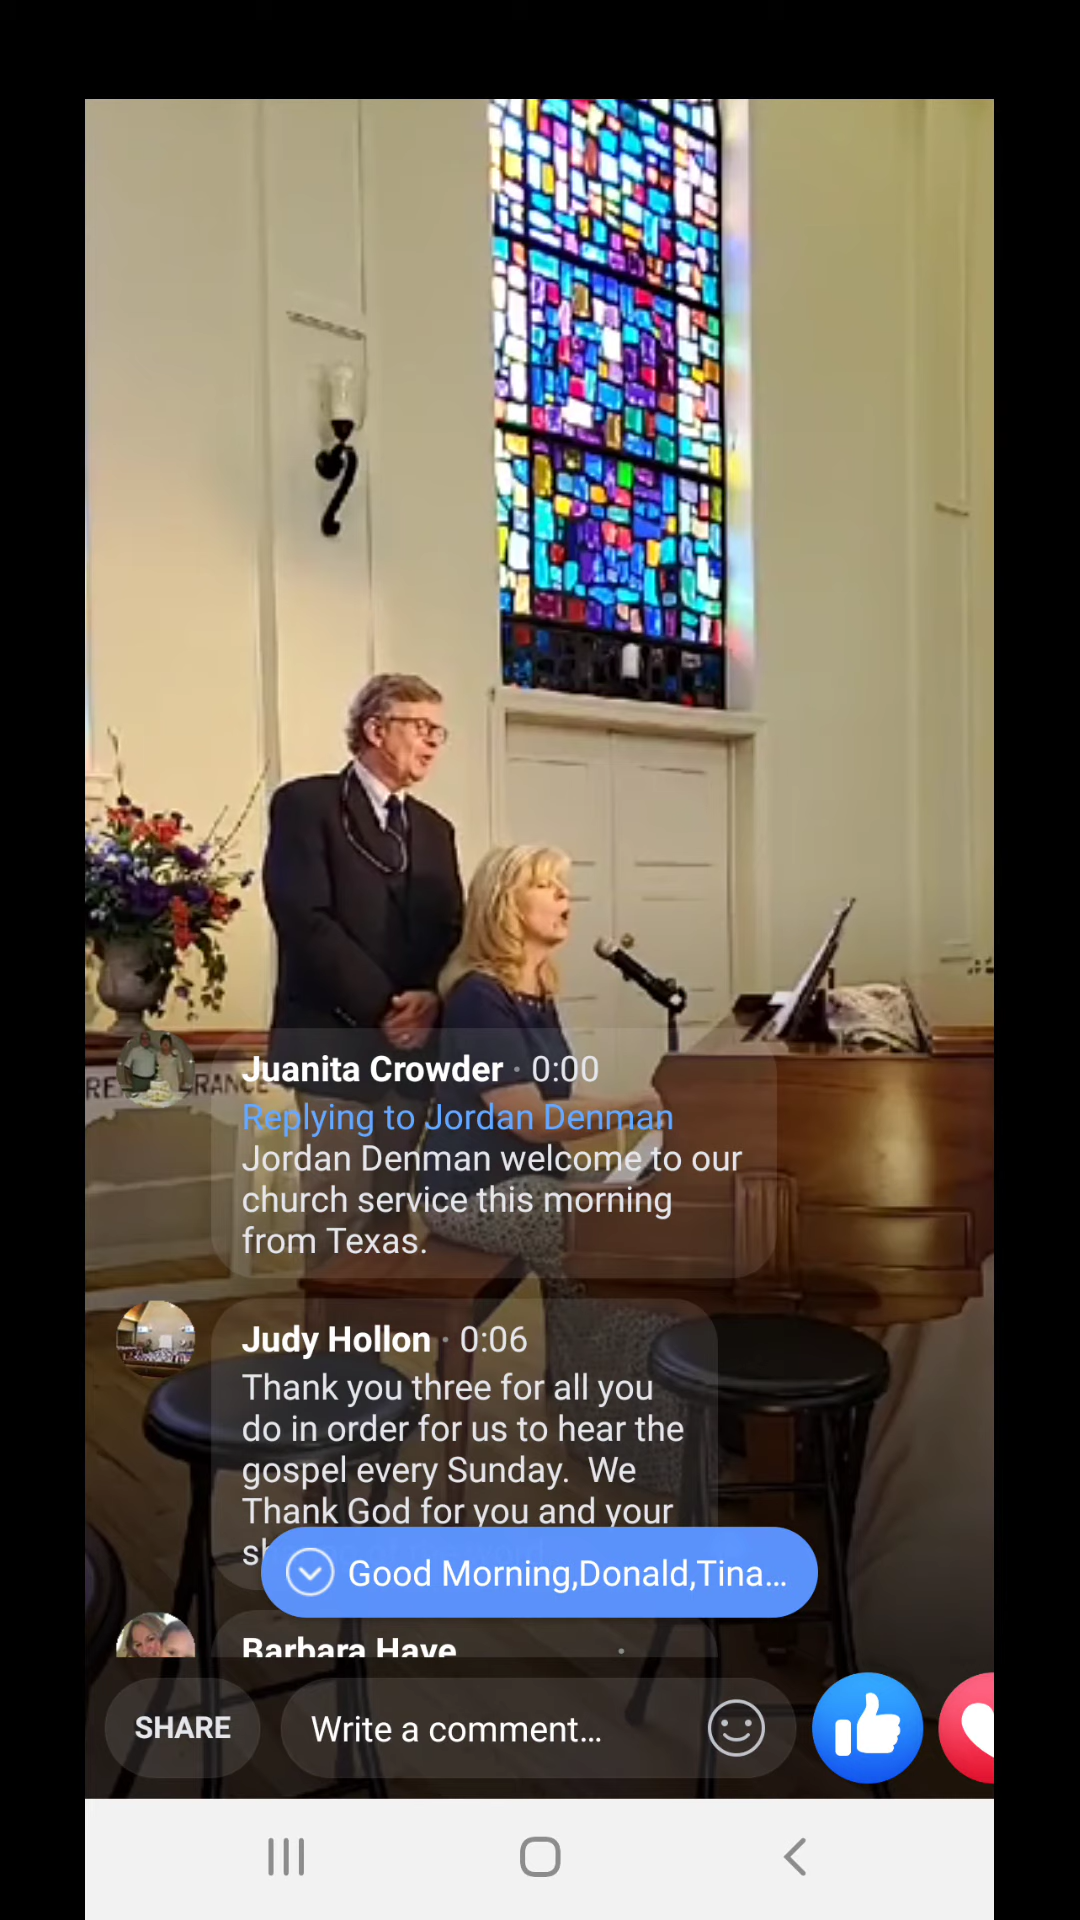 Juanita Crowder · 0:00
Replying to Jordan Denman
Jordan Denman welcome to our
church service this morning
from Texas.
Judy Hollon · 0:06
Thank you three for all you
do in order for us to hear the
gospel every Sunday.  We
Thank God for you and your
Good Morning,Donald,Tina...
Barbara Haye
SHARE
Write a comment...